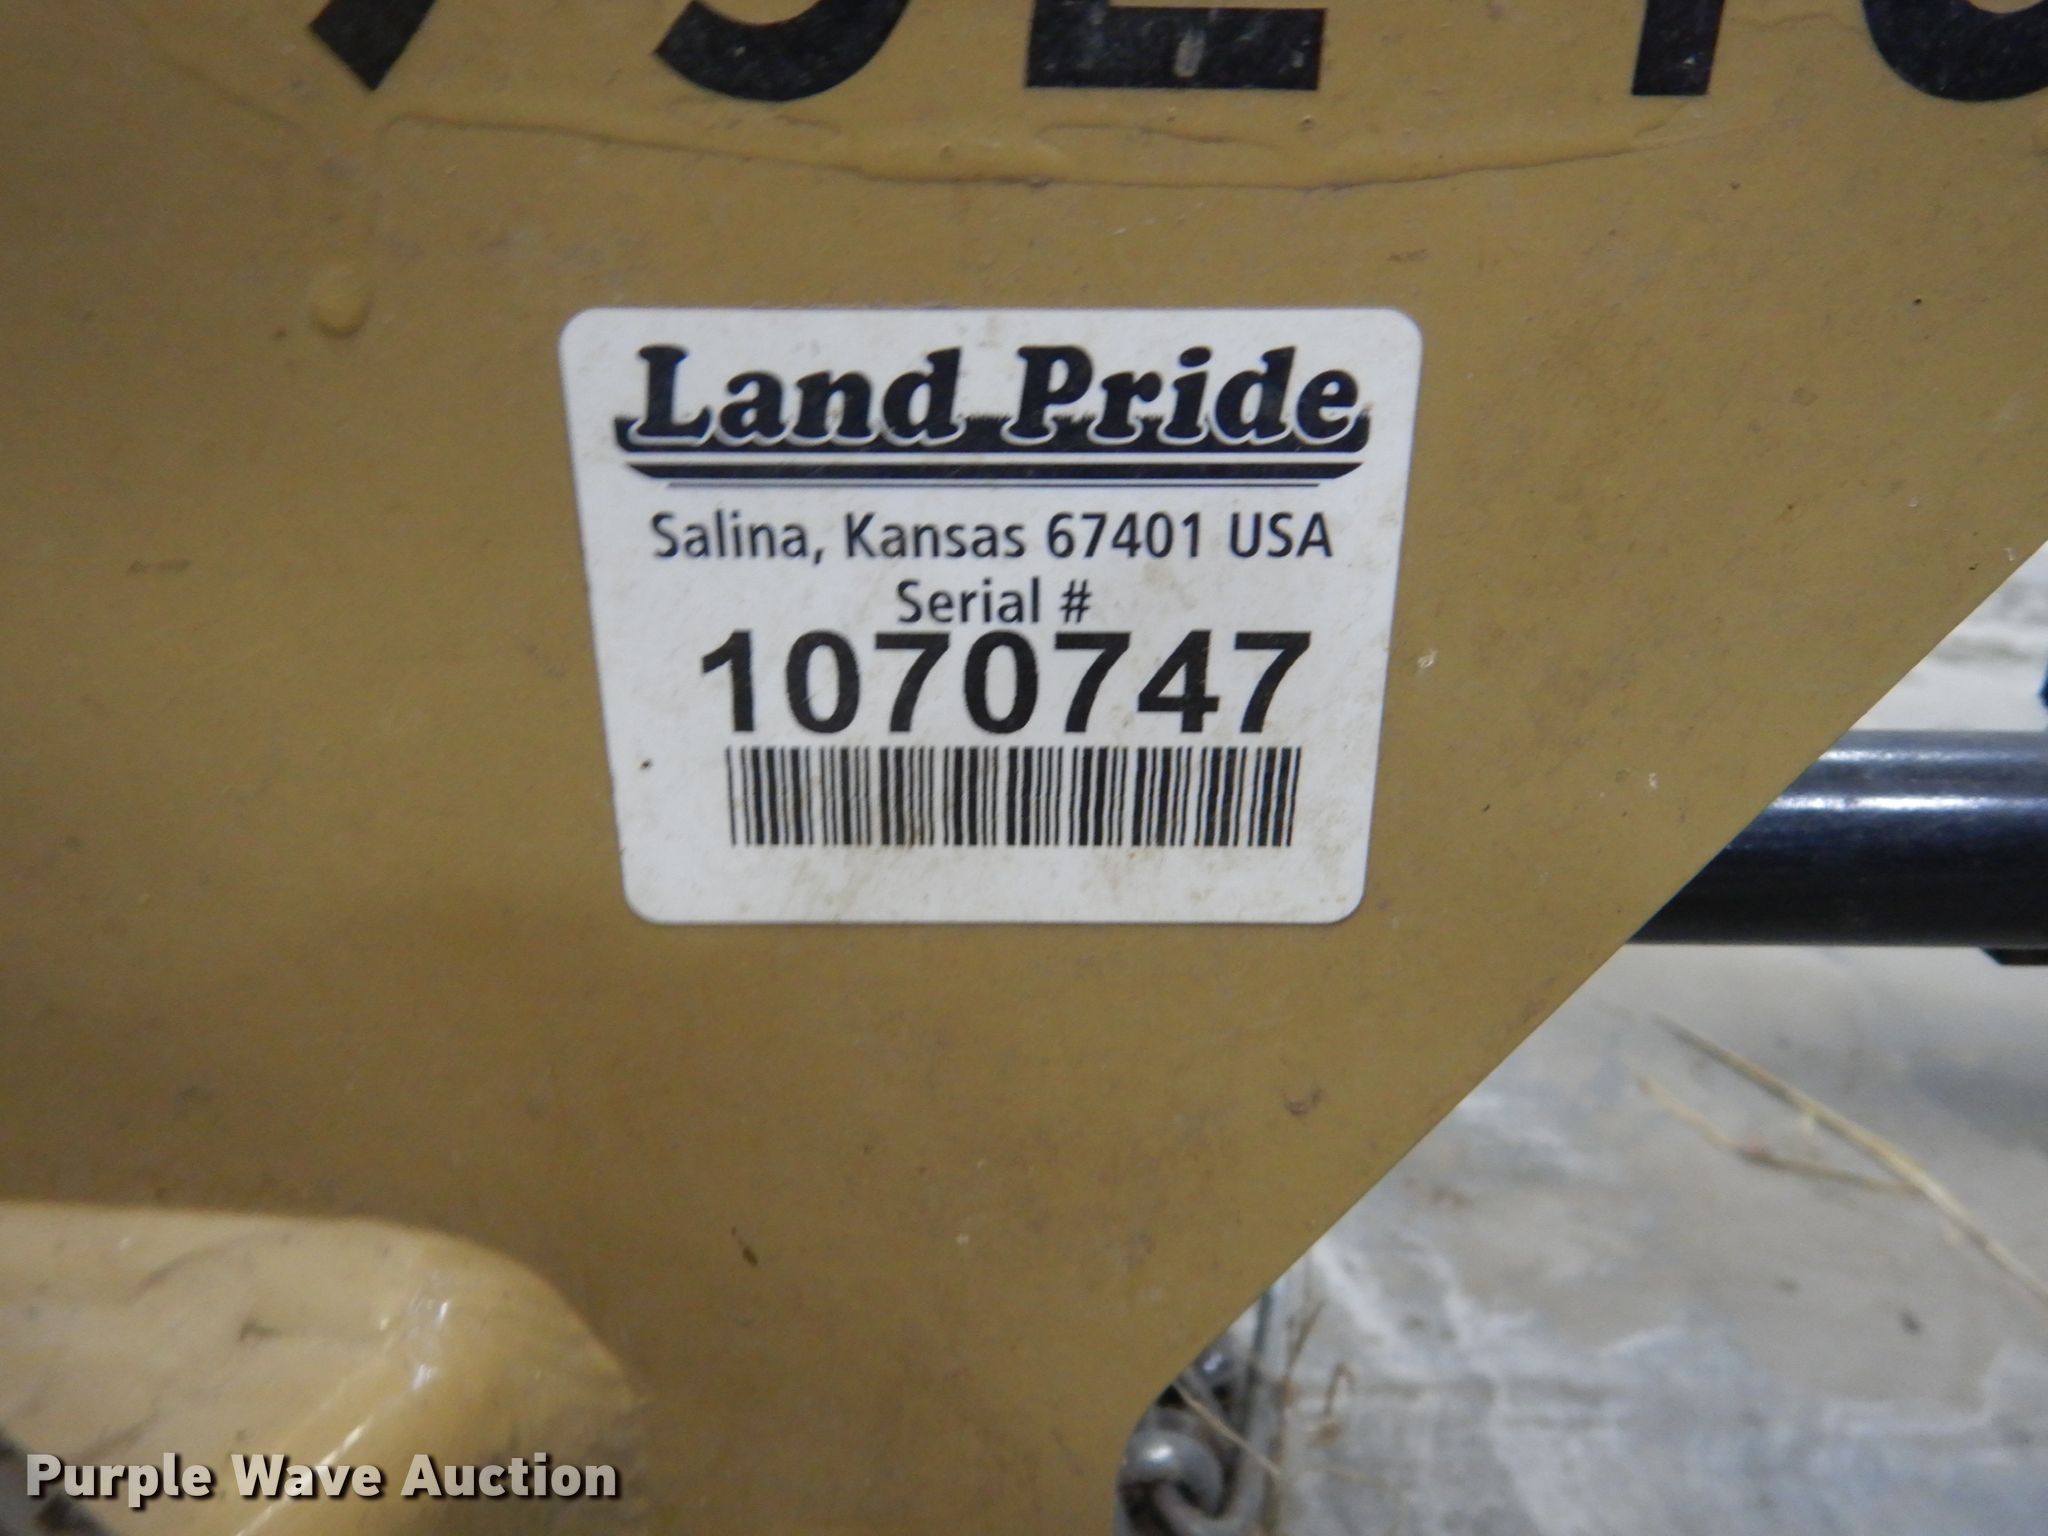 Land Pride
Salina, Kansas 67401 USA
Serial #
1070747
Purple Wave Auction